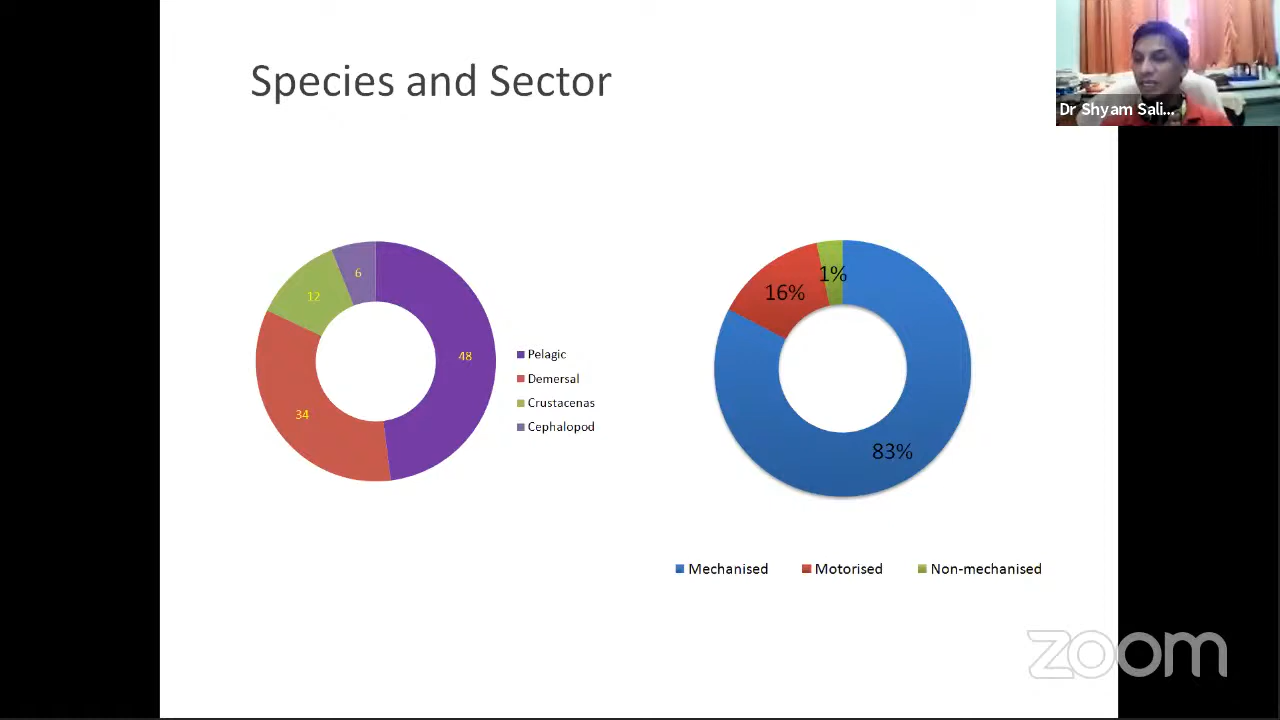 Species and Sector
Dr Shyam Sali...
6
12
48
34
Pelagic
Demersal
Crustacenas
Cephalopod
1%
16%
83%
Mechanised
Motorised
Non-mechanised
zoom